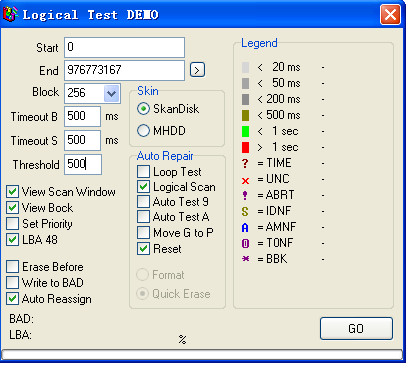 Logical Test DEMO
Start 0
End 976773167 >
Block 256
Timeout B 500 ms
Timeout S 500 ms
Threshold 500
View Scan Window
View Bock
Set Priority
LBA 48
Erase Before
Write to BAD
Auto Reassign
BAD:
LBA:
Skin
SkanDisk
MHDD
Auto Repair
Loop Test
Logical Scan
Auto Test 9
Auto Test A
Move G to P
Reset
Format
Quick Erase
%
Legend
< 20 ms -
< 50 ms -
< 200 ms -
< 500 ms -
< 1 sec -
> 1 sec -
? = TIME -
× = UNC -
! = ABRT -
S = IDNF -
A = AMNF -
0 = T0NF -
* = BBK -
GO